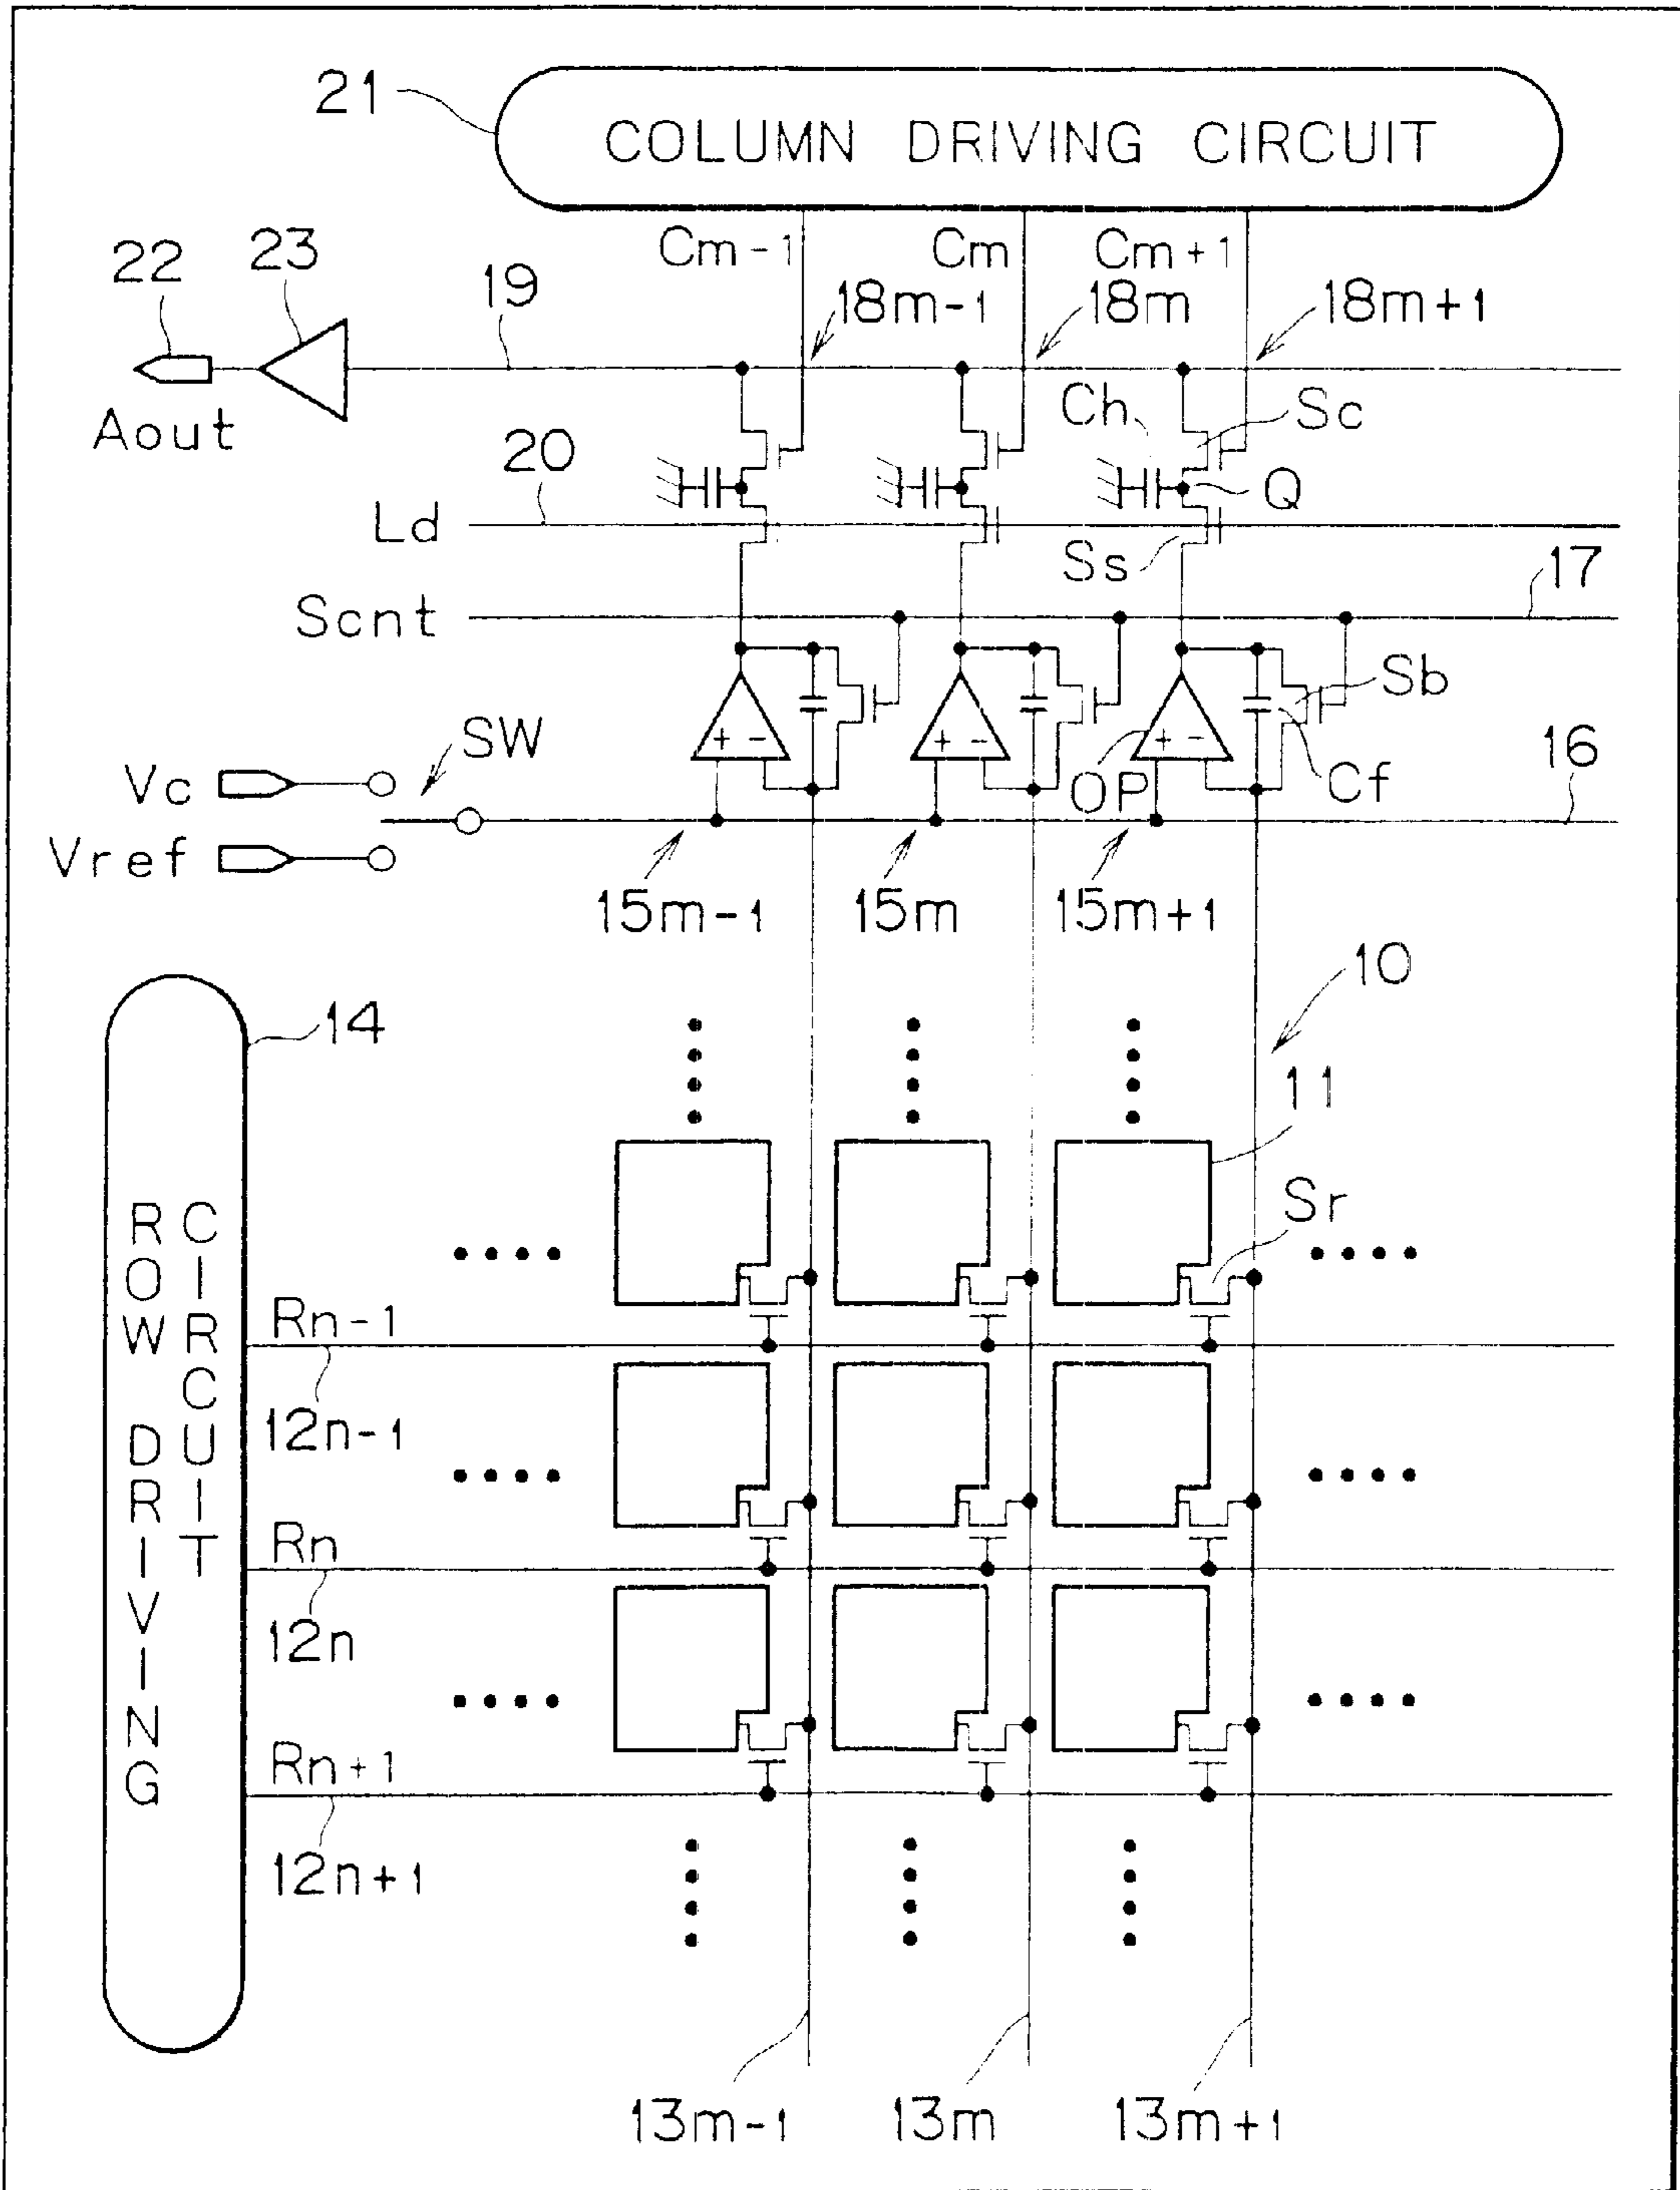 21
COLUMN DRIVING CIRCUIT
22
23
19
Cm-1
Cm
Cm+1
18m-1
18m
18m+1
Aout
Ch
Sc
20
Q
Ld
Ss
17
Scnt
Sb
SW
16
Vc
OP
Cf
Vref
15m-1
15m
15m+1
10
14
11
ROW DRIVING
CIRCUIT
Sr
Rn-1
12n-1
Rn
12n
Rn+1
12n+1
13m-1
13m
13m+1
+ -
+ -
+ -